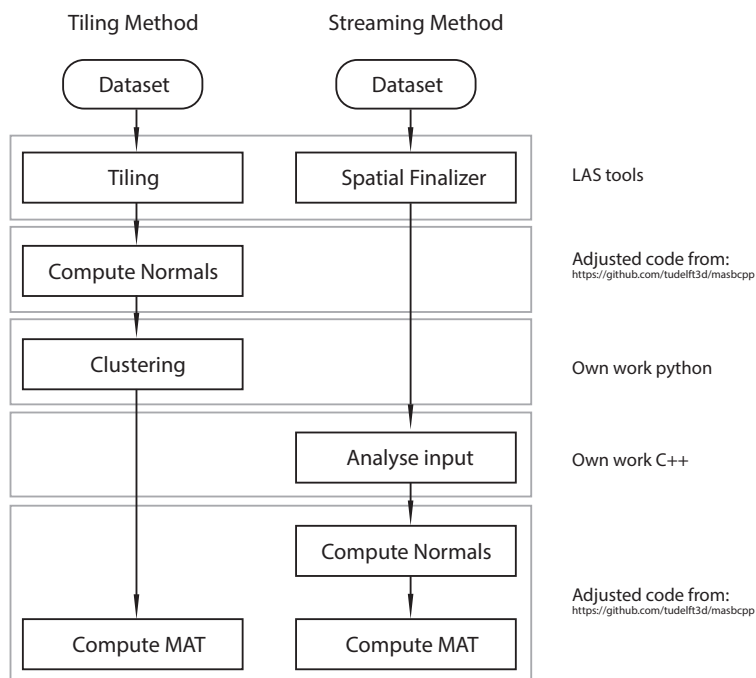 Tiling Method Streaming Method
Dataset Dataset
Tiling Spatial Finalizer LAS tools
Compute Normals Adjusted code from:
https://github.com/tudelft3d/masbcpp
Clustering Own work python
Analyse input Own work C++
Compute Normals
Adjusted code from:
https://github.com/tudelft3d/masbcpp
Compute MAT Compute MAT